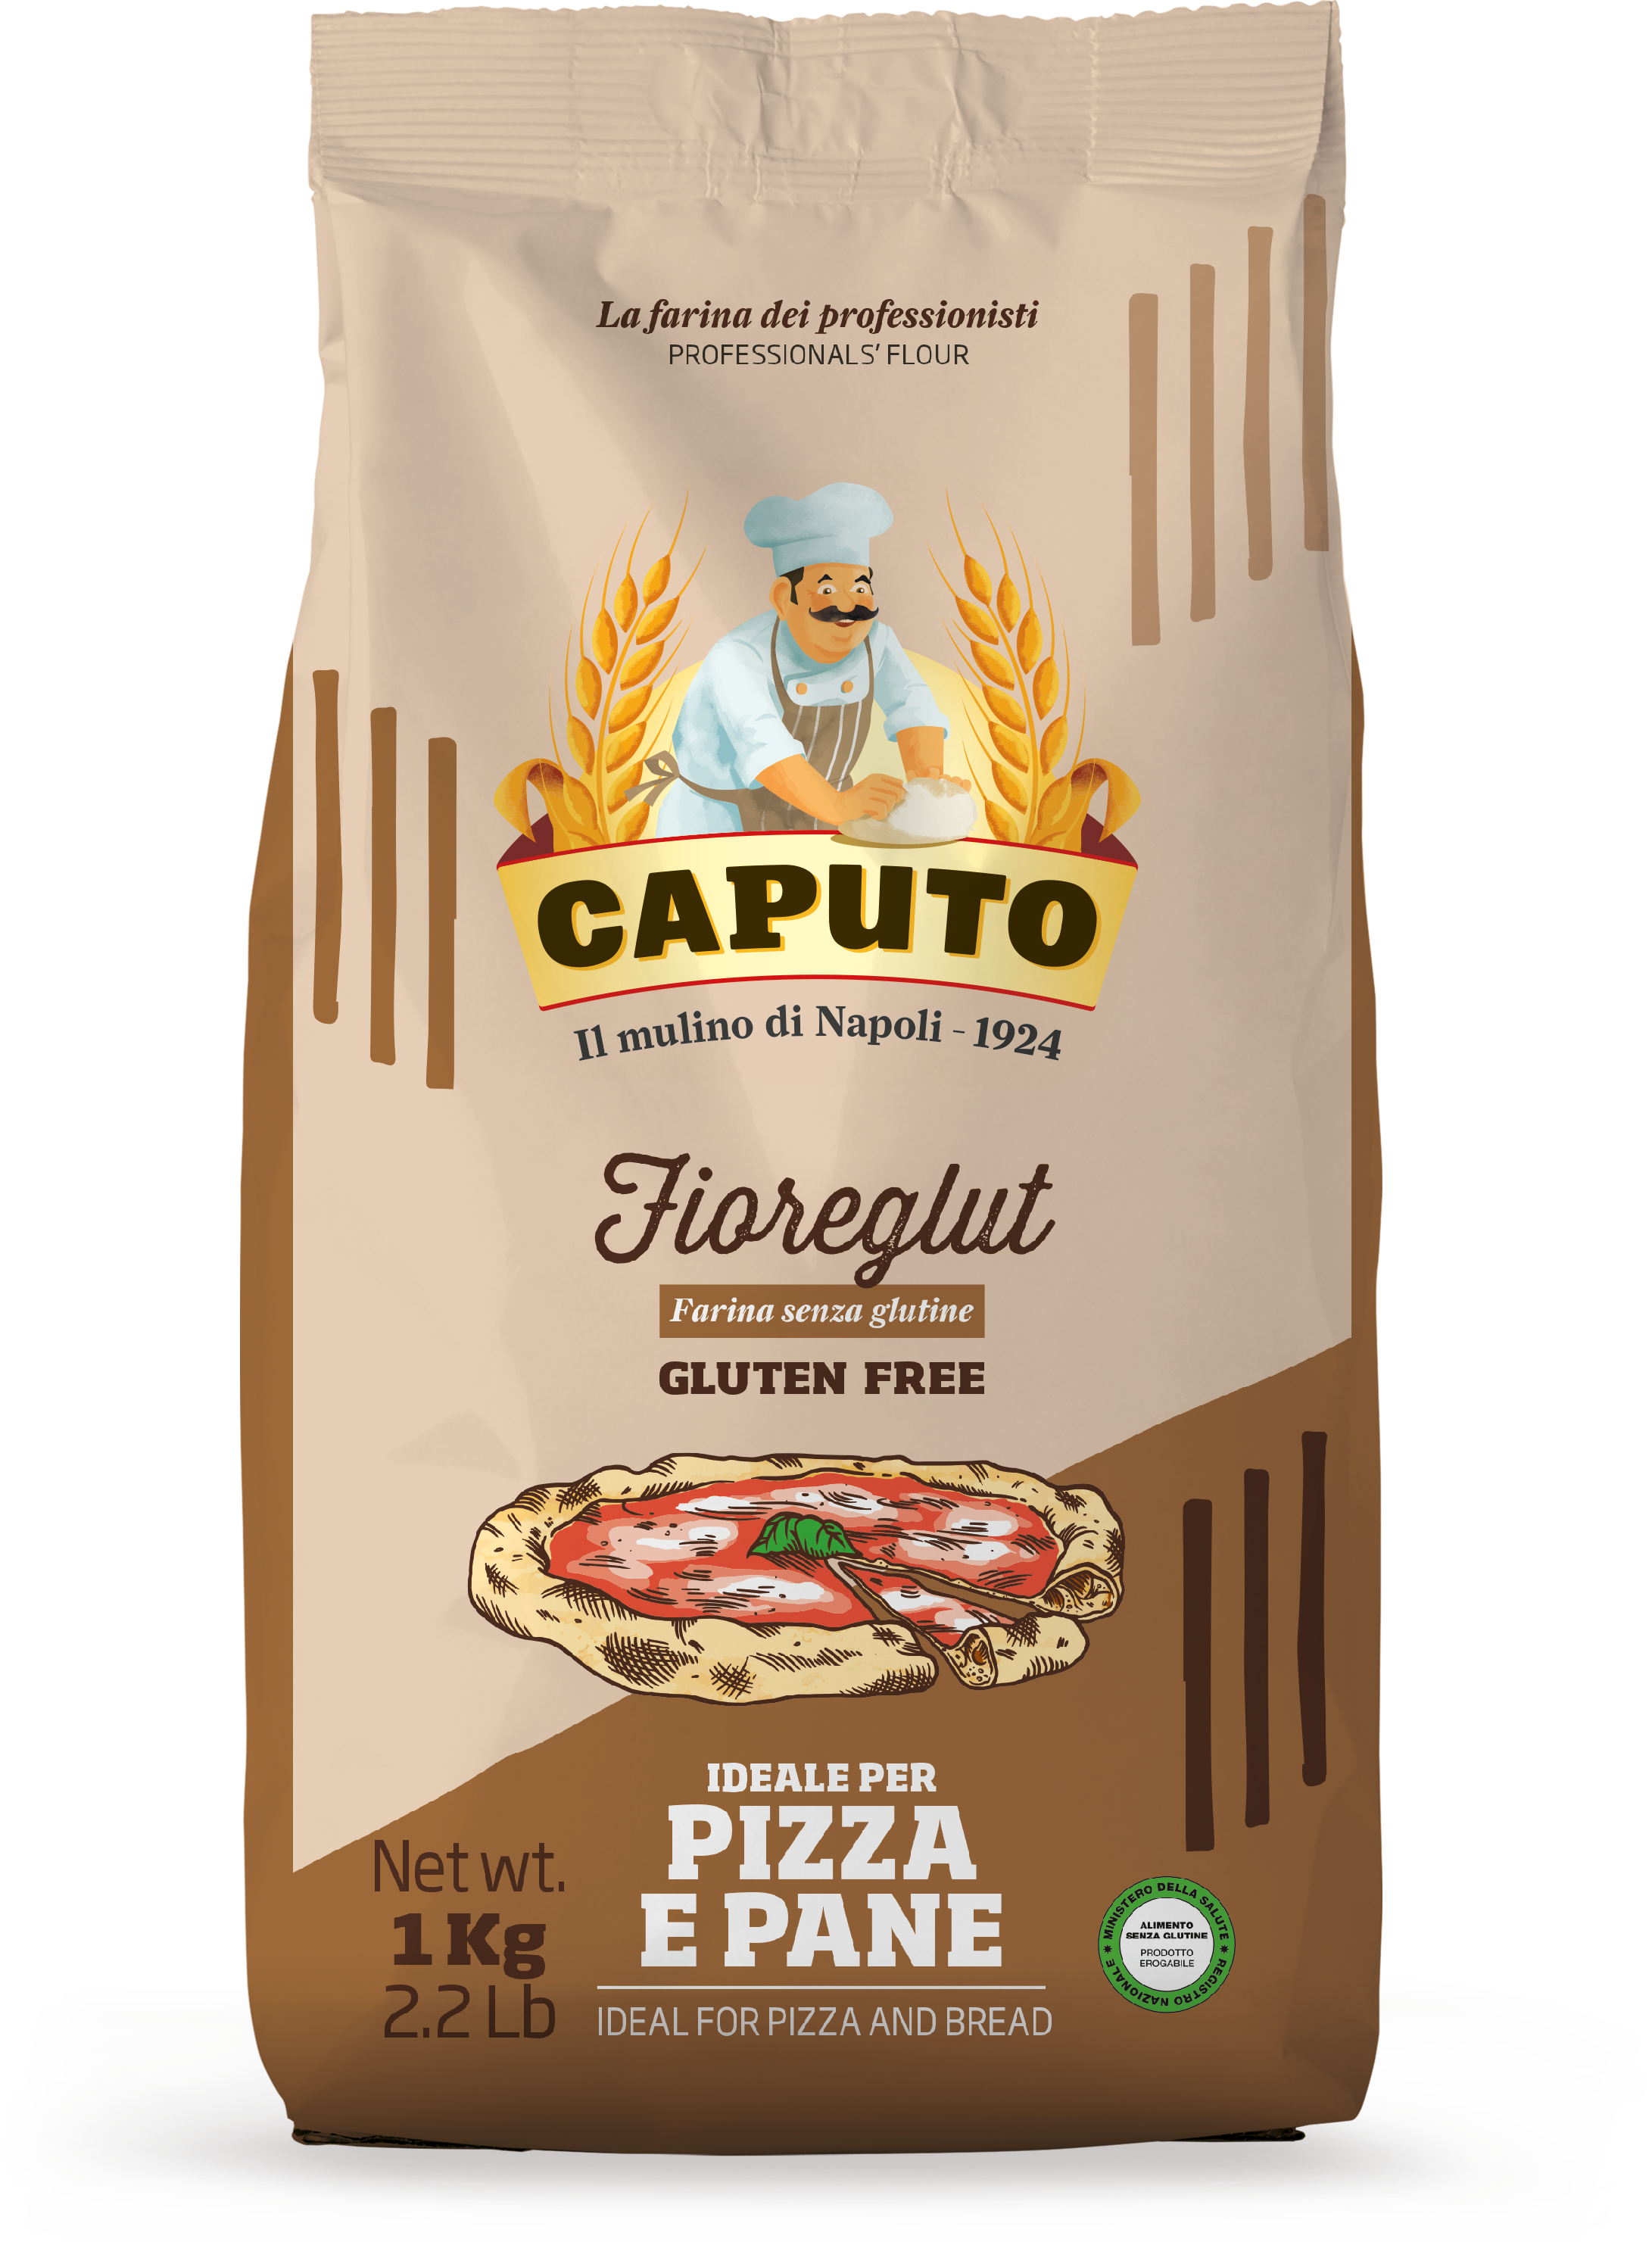 La farina dei professionisti
PROFESSIONALS' FLOUR
CAPUTO
Il mulino di Napoli - 1924
Fioreglut
Farina senza glutine
GLUTEN FREE
IDEALE PER
PIZZA
E PANE
IDEAL FOR PIZZA AND BREAD
Net wt.
1 Kg
2.2 Lb
MINISTERO DELLA SALUTE
REGISTRO NAZIONALE
ALIMENTO
SENZA GLUTINE
PRODOTTO
EROGABILE